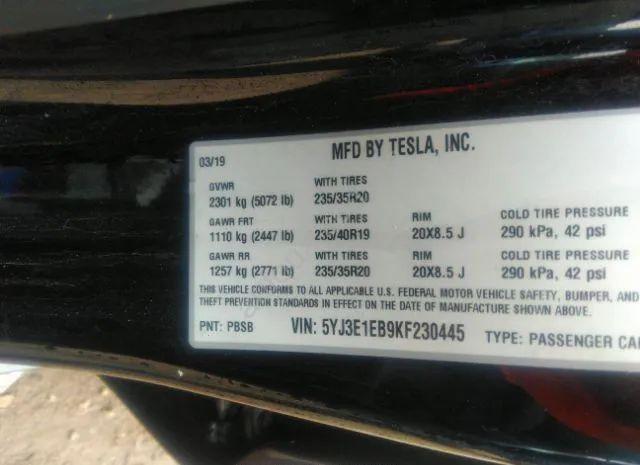 MFD BY TESLA, INC.
03/19
GVWR WITH TIRES
2301 kg (5072 lb) 235/35R20
GAWR FRT WITH TIRES RIM COLD TIRE PRESSURE
1110 kg (2447 lb) 235/40R19 20X8.5 J 290 kPa, 42 psi
GAWR RR WITH TIRES RIM COLD TIRE PRESSURE
1257 kg (2771 lb) 235/35R20 20X8.5 J 290 kPa, 42 psi
THIS VEHICLE CONFORMS TO ALL APPLICABLE U.S. FEDERAL MOTOR VEHICLE SAFETY, BUMPER, AND
THEFT PREVENTION STANDARDS IN EFFECT ON THE DATE OF MANUFACTURE SHOWN ABOVE.
PNT: PBSB VIN: 5YJ3E1EB9KF230445 TYPE: PASSENGER CAR